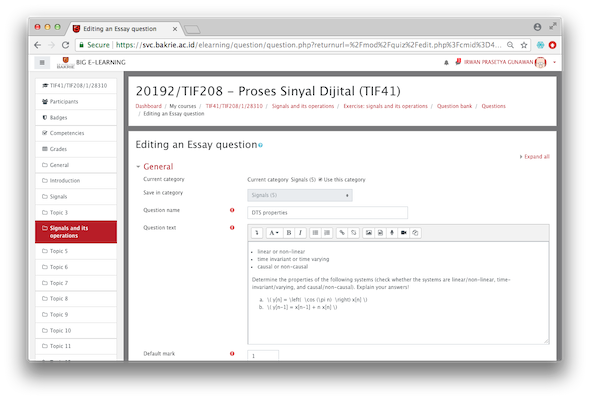 Editing an Essay question
Secure https://svc.bakrie.ac.id/elearning/question/question.php?returnurl=%2Fmod%2Fquiz%2Fedit.php%3Fcmid%3D4...
BAKRIE BIG E-LEARNING
IRWAN PRASETYA GUNAWAN
TIF41/TIF208/1/28310
Participants
Badges
Competencies
Grades
General
Introduction
Signals
Topic 3
Signals and its
operations
Topic 5
Topic 6
Topic 7
Topic 8
Topic 9
Topic 10
Topic 11
20192/TIF208 - Proses Sinyal Dijital (TIF41)
Dashboard / My courses / TIF41/TIF208/1/28310 / Signals and its operations / Exercise: signals and its operations / Question bank / Questions
/ Editing an Essay question
Editing an Essay question
Expand all
General
Current category Current category Signals (5) Use this category
Save in category Signals (5)
Question name DTS properties
Question text
A B I
• linear or non-linear
• time invariant or time varying
• causal or non-causal
Determine the properties of the following systems (check whether the systems are linear/non-linear, time-
invariant/varying, and causal/non-causal). Explain your answers!
a. \( y[n] = \left( \cos (\pi n) \right) x[n] \)
b. \( y[n-1] = x[n-1] + n x[n] \)
Default mark 1